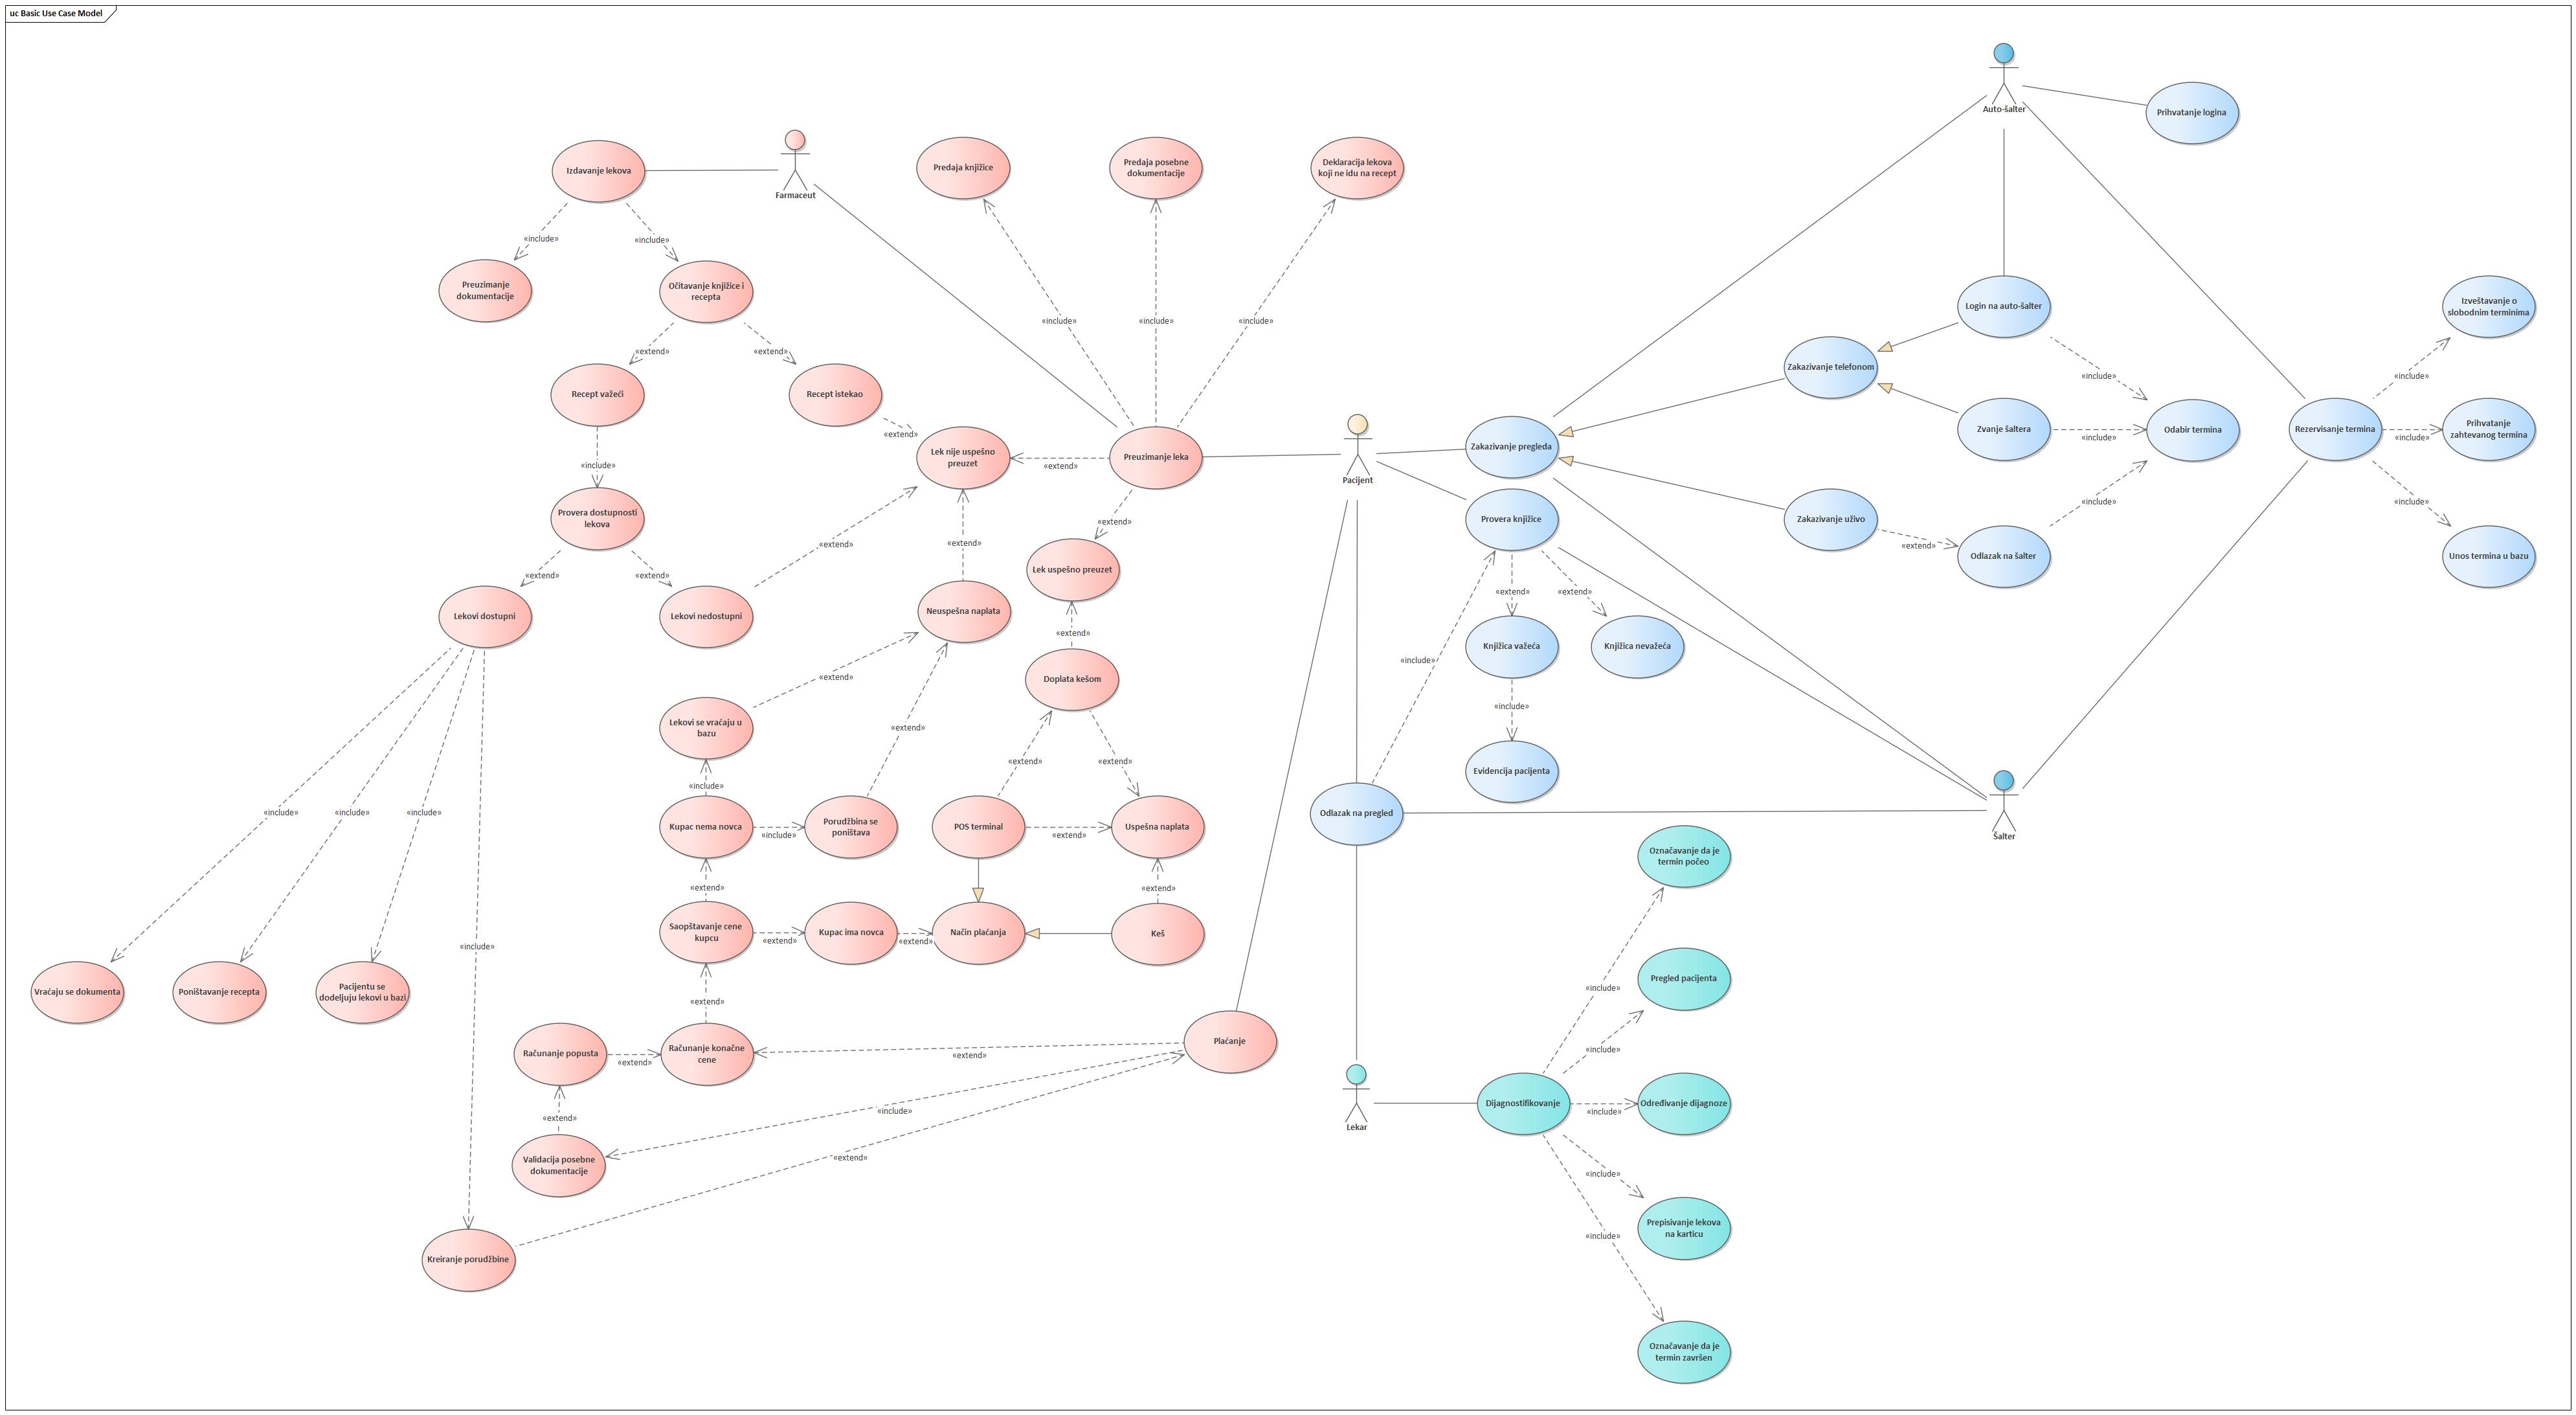 uc Basic Use Case Model
Auto-šalter
Prihvatanje logina
Izdavanje lekova
Farmaceut
Predaja knjižice
Predaja posebne
dokumentacije
Deklaracija lekova
koji ne idu na recept
«include»
«include»
Preuzimanje
dokumentacije
Očitavanje knjižice i
recepta
«include»
«include»
«include»
Login na auto-šalter
Izveštavanje o
slobodnim terminima
«extend»
«extend»
Zakazivanje telefonom
«include»
«include»
Recept važeći
Recept istekao
«extend»
Lek nije uspešno
preuzet
«extend»
Preuzimanje leka
Pacijent
Zakazivanje pregleda
Zvanje šaltera
«include»
Odabir termina
Rezervisanje termina
«include»
Prihvatanje
zahtevanog termina
«include»
Provera dostupnosti
lekova
«extend»
«extend»
«extend»
Provera knjižice
Zakazivanje uživo
«extend»
Odlazak na šalter
«include»
«include»
Unos termina u bazu
«extend»
«extend»
Lek uspešno preuzet
«extend»
«extend»
Lekovi dostupni
Lekovi nedostupni
Neuspešna naplata
«extend»
Knjižica važeća
Knjižica nevažeća
«include»
«extend»
Doplata kešom
«include»
Lekovi se vraćaju u
bazu
«extend»
«extend»
«extend»
Evidencija pacijenta
«include»
«include»
«include»
«include»
Kupac nema novca
«include»
Porudžbina se
poništava
POS terminal
«extend»
Uspešna naplata
Odlazak na pregled
Šalter
«extend»
«extend»
Označavanje da je
termin počeo
Saopštavanje cene
kupcu
«extend»
Kupac ima novca
«extend»
Način plaćanja
Keš
«include»
Vraćaju se dokumenta
Poništavanje recepta
Pacijentu se
dodeljuju lekovi u bazi
«extend»
«include»
Pregled pacijenta
Računanje popusta
«extend»
Računanje konačne
cene
«extend»
Plaćanje
«include»
«extend»
«include»
Lekar
Dijagnostifikovanje
«include»
Određivanje dijagnoze
Validacija posebne
dokumentacije
«extend»
«include»
Prepisivanje lekova
na karticu
«include»
Kreiranje porudžbine
Označavanje da je
termin završen